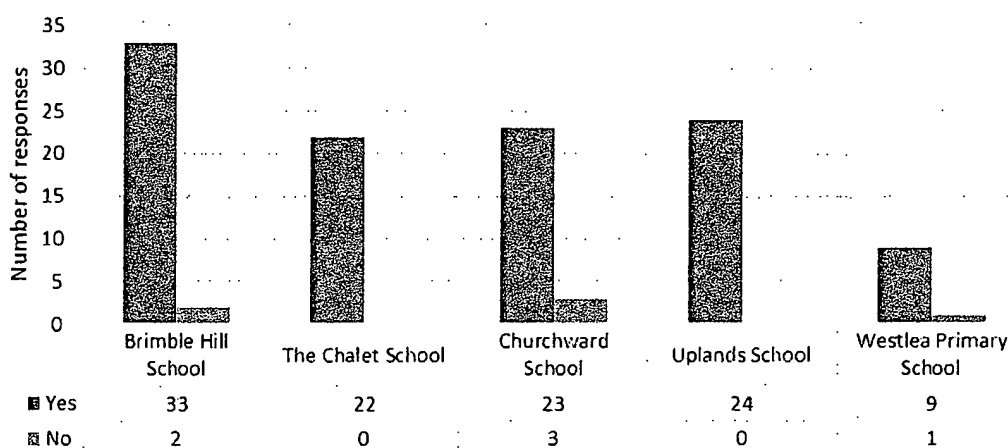 35
30
25
20
15
10
5
0
Number of responses
Brimble Hill School
The Chalet School
Churchward School
Uplands School
Westlea Primary School
Yes 33 22 23 24 9
No 2 0 3 0 1